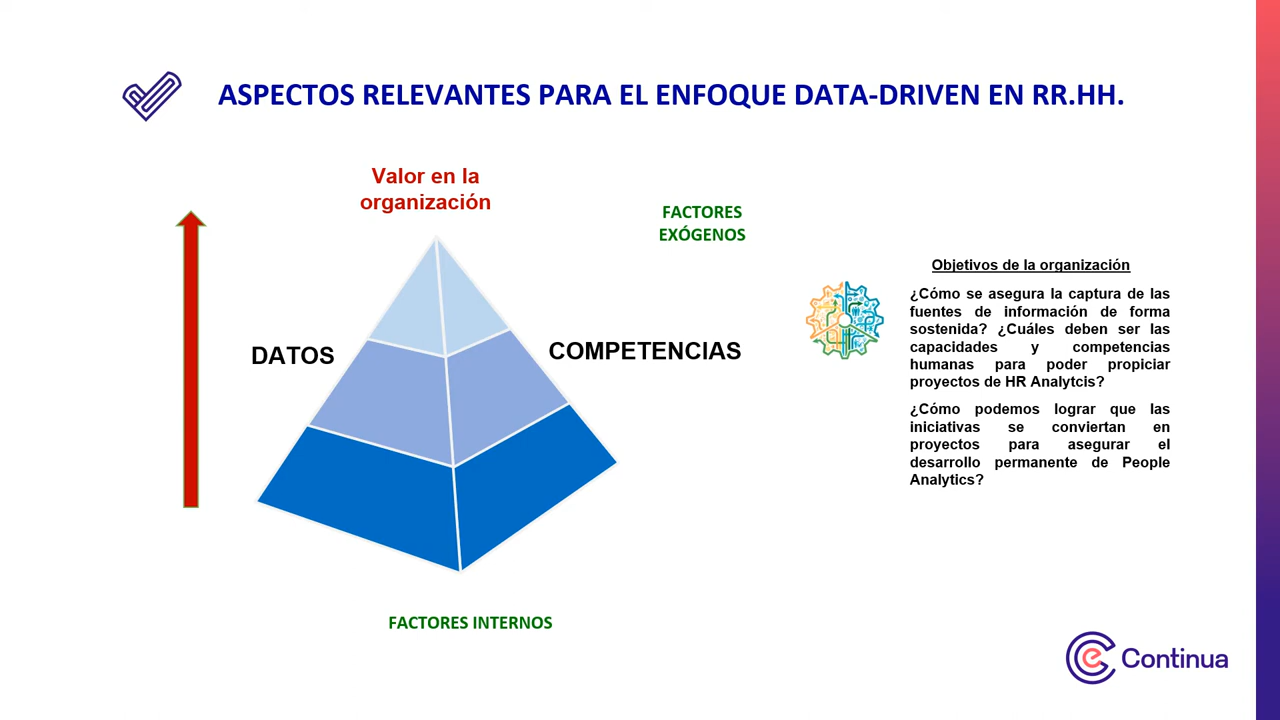 ASPECTOS RELEVANTES PARA EL ENFOQUE DATA-DRIVEN EN RR.HH.
Valor en la
organización
FACTORES
EXÓGENOS
DATOS
COMPETENCIAS
Objetivos de la organización
¿Cómo se asegura la captura de las
fuentes de información de forma
sostenida? ¿Cuáles deben ser las
capacidades y competencias
humanas para poder propiciar
proyectos de HR Analytcis?
¿Cómo podemos lograr que las
iniciativas se conviertan en
proyectos para asegurar el
desarrollo permanente de People
Analytics?
FACTORES INTERNOS
e Continua